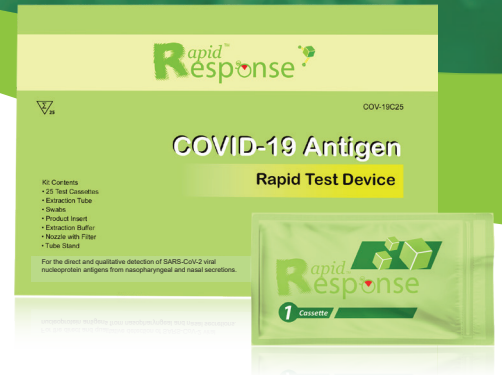 Rapid™
Response
Σ 25
COV-19C25
COVID-19 Antigen
Rapid Test Device
Kit Contents
• 25 Test Cassettes
• Extraction Tube
• Swabs
• Product Insert
• Extraction Buffer
• Nozzle with Filter
• Tube Stand
For the direct and qualitative detection of SARS-CoV-2 viral
nucleoprotein antigens from nasopharyngeal and nasal secretions.
Rapid™
Response
1 Cassette